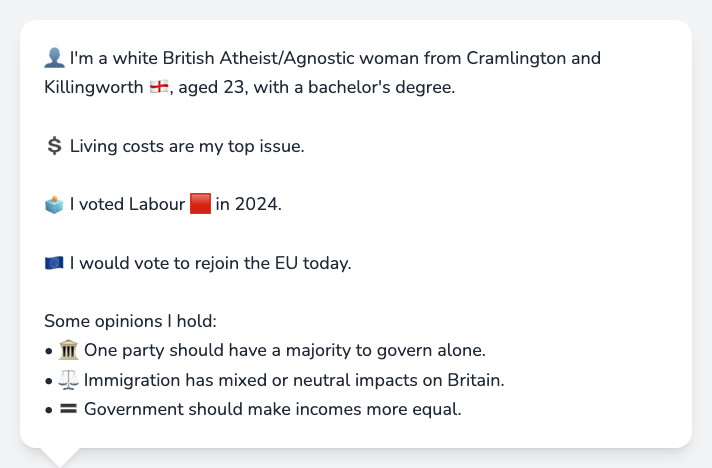 👤 I'm a white British Atheist/Agnostic woman from Cramlington and
Killingworth 🏴󠁧󠁢󠁥󠁮󠁧󠁿, aged 23, with a bachelor's degree.
💲 Living costs are my top issue.
🗳️ I voted Labour 🟥 in 2024.
🇪🇺 I would vote to rejoin the EU today.
Some opinions I hold:
• 🏛️ One party should have a majority to govern alone.
• ⚖️ Immigration has mixed or neutral impacts on Britain.
• 🟰 Government should make incomes more equal.